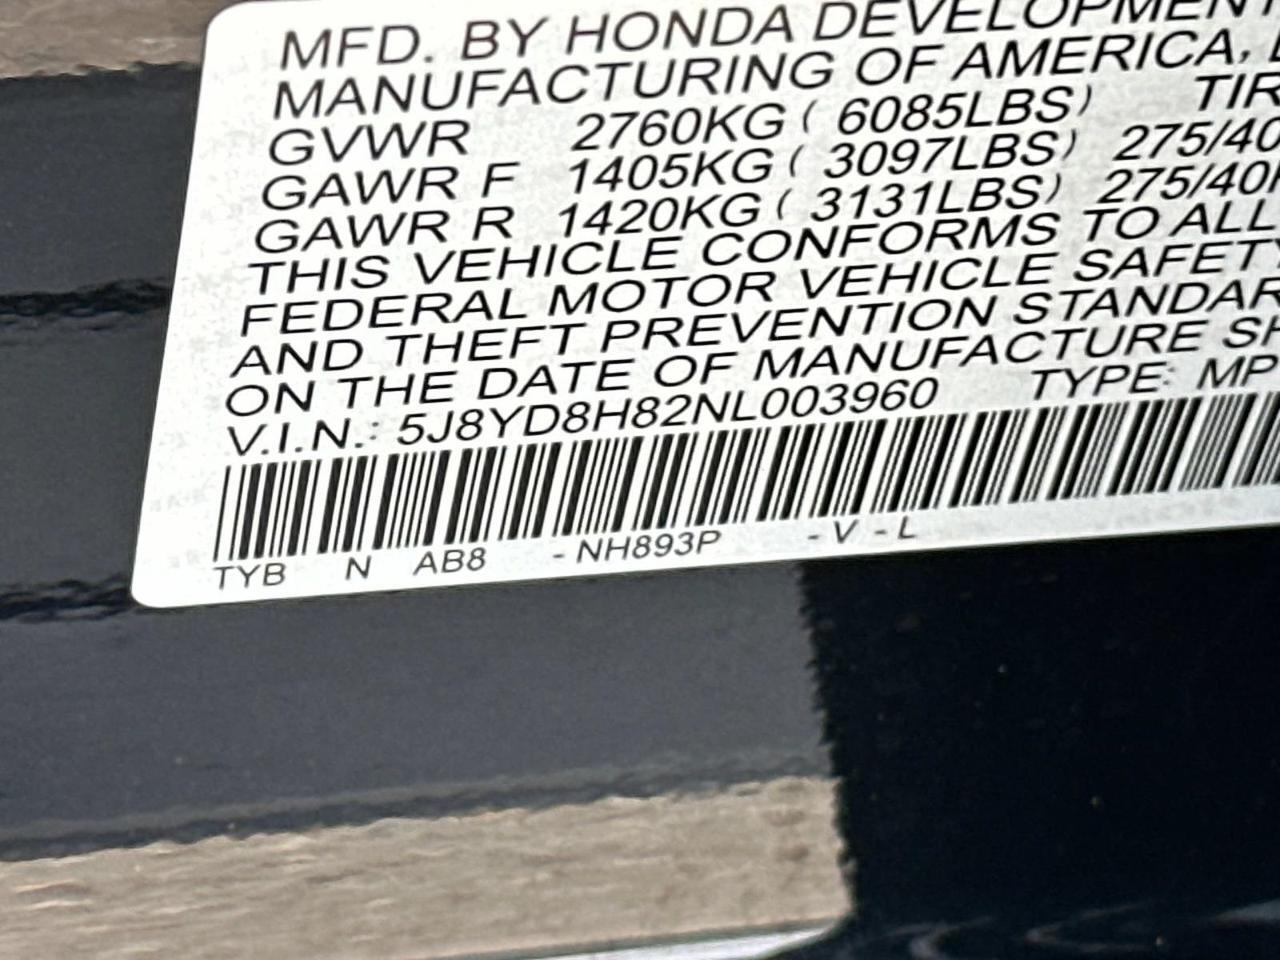 MFD. BY HONDA DEVELOPMENT
MANUFACTURING OF AMERICA,
GVWR 2760KG ( 6085LBS) TIR
GAWR F 1405KG ( 3097LBS) 275/40
GAWR R 1420KG ( 3131LBS) 275/40
THIS VEHICLE CONFORMS TO ALL
FEDERAL MOTOR VEHICLE SAFETY
AND THEFT PREVENTION STANDAR
ON THE DATE OF MANUFACTURE SH
V.I.N.: 5J8YD8H82NL003960 TYPE: MP
TYB N AB8 - NH893P - V - L